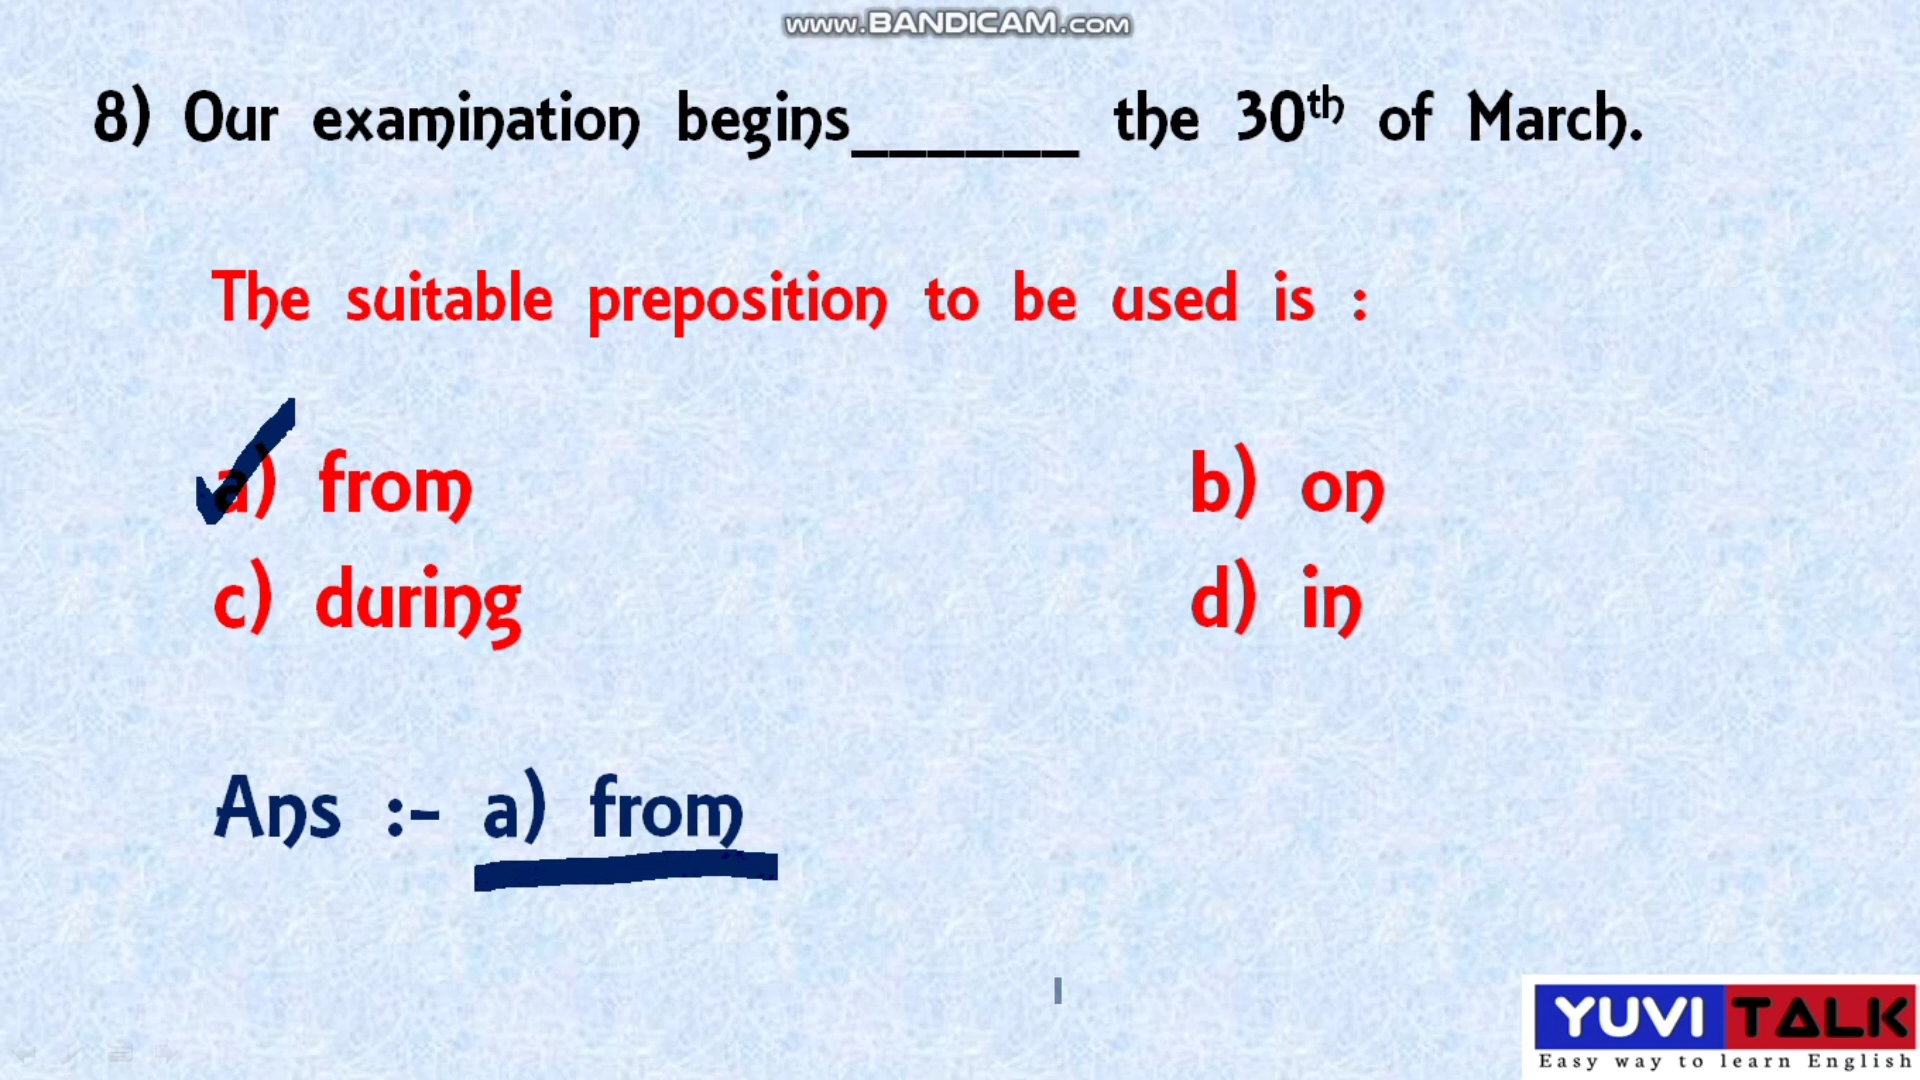 www.BANDICAM.com
8) Our examination begins______ the 30th of March.
The suitable preposition to be used is :
a) from b) on
c) during d) in
Ans :- a) from
YUVI TALK
Easy way to learn English